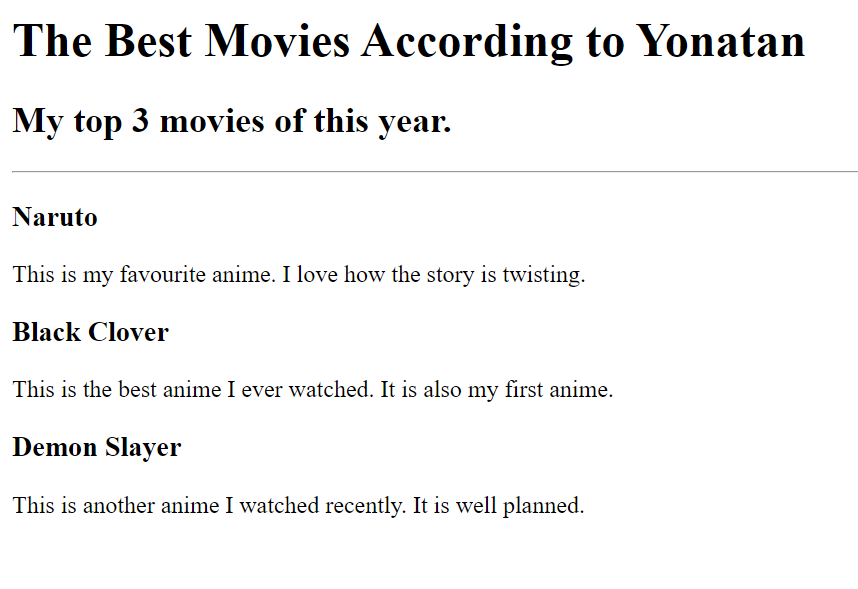 The Best Movies According to Yonatan
My top 3 movies of this year.
Naruto
This is my favourite anime. I love how the story is twisting.
Black Clover
This is the best anime I ever watched. It is also my first anime.
Demon Slayer
This is another anime I watched recently. It is well planned.